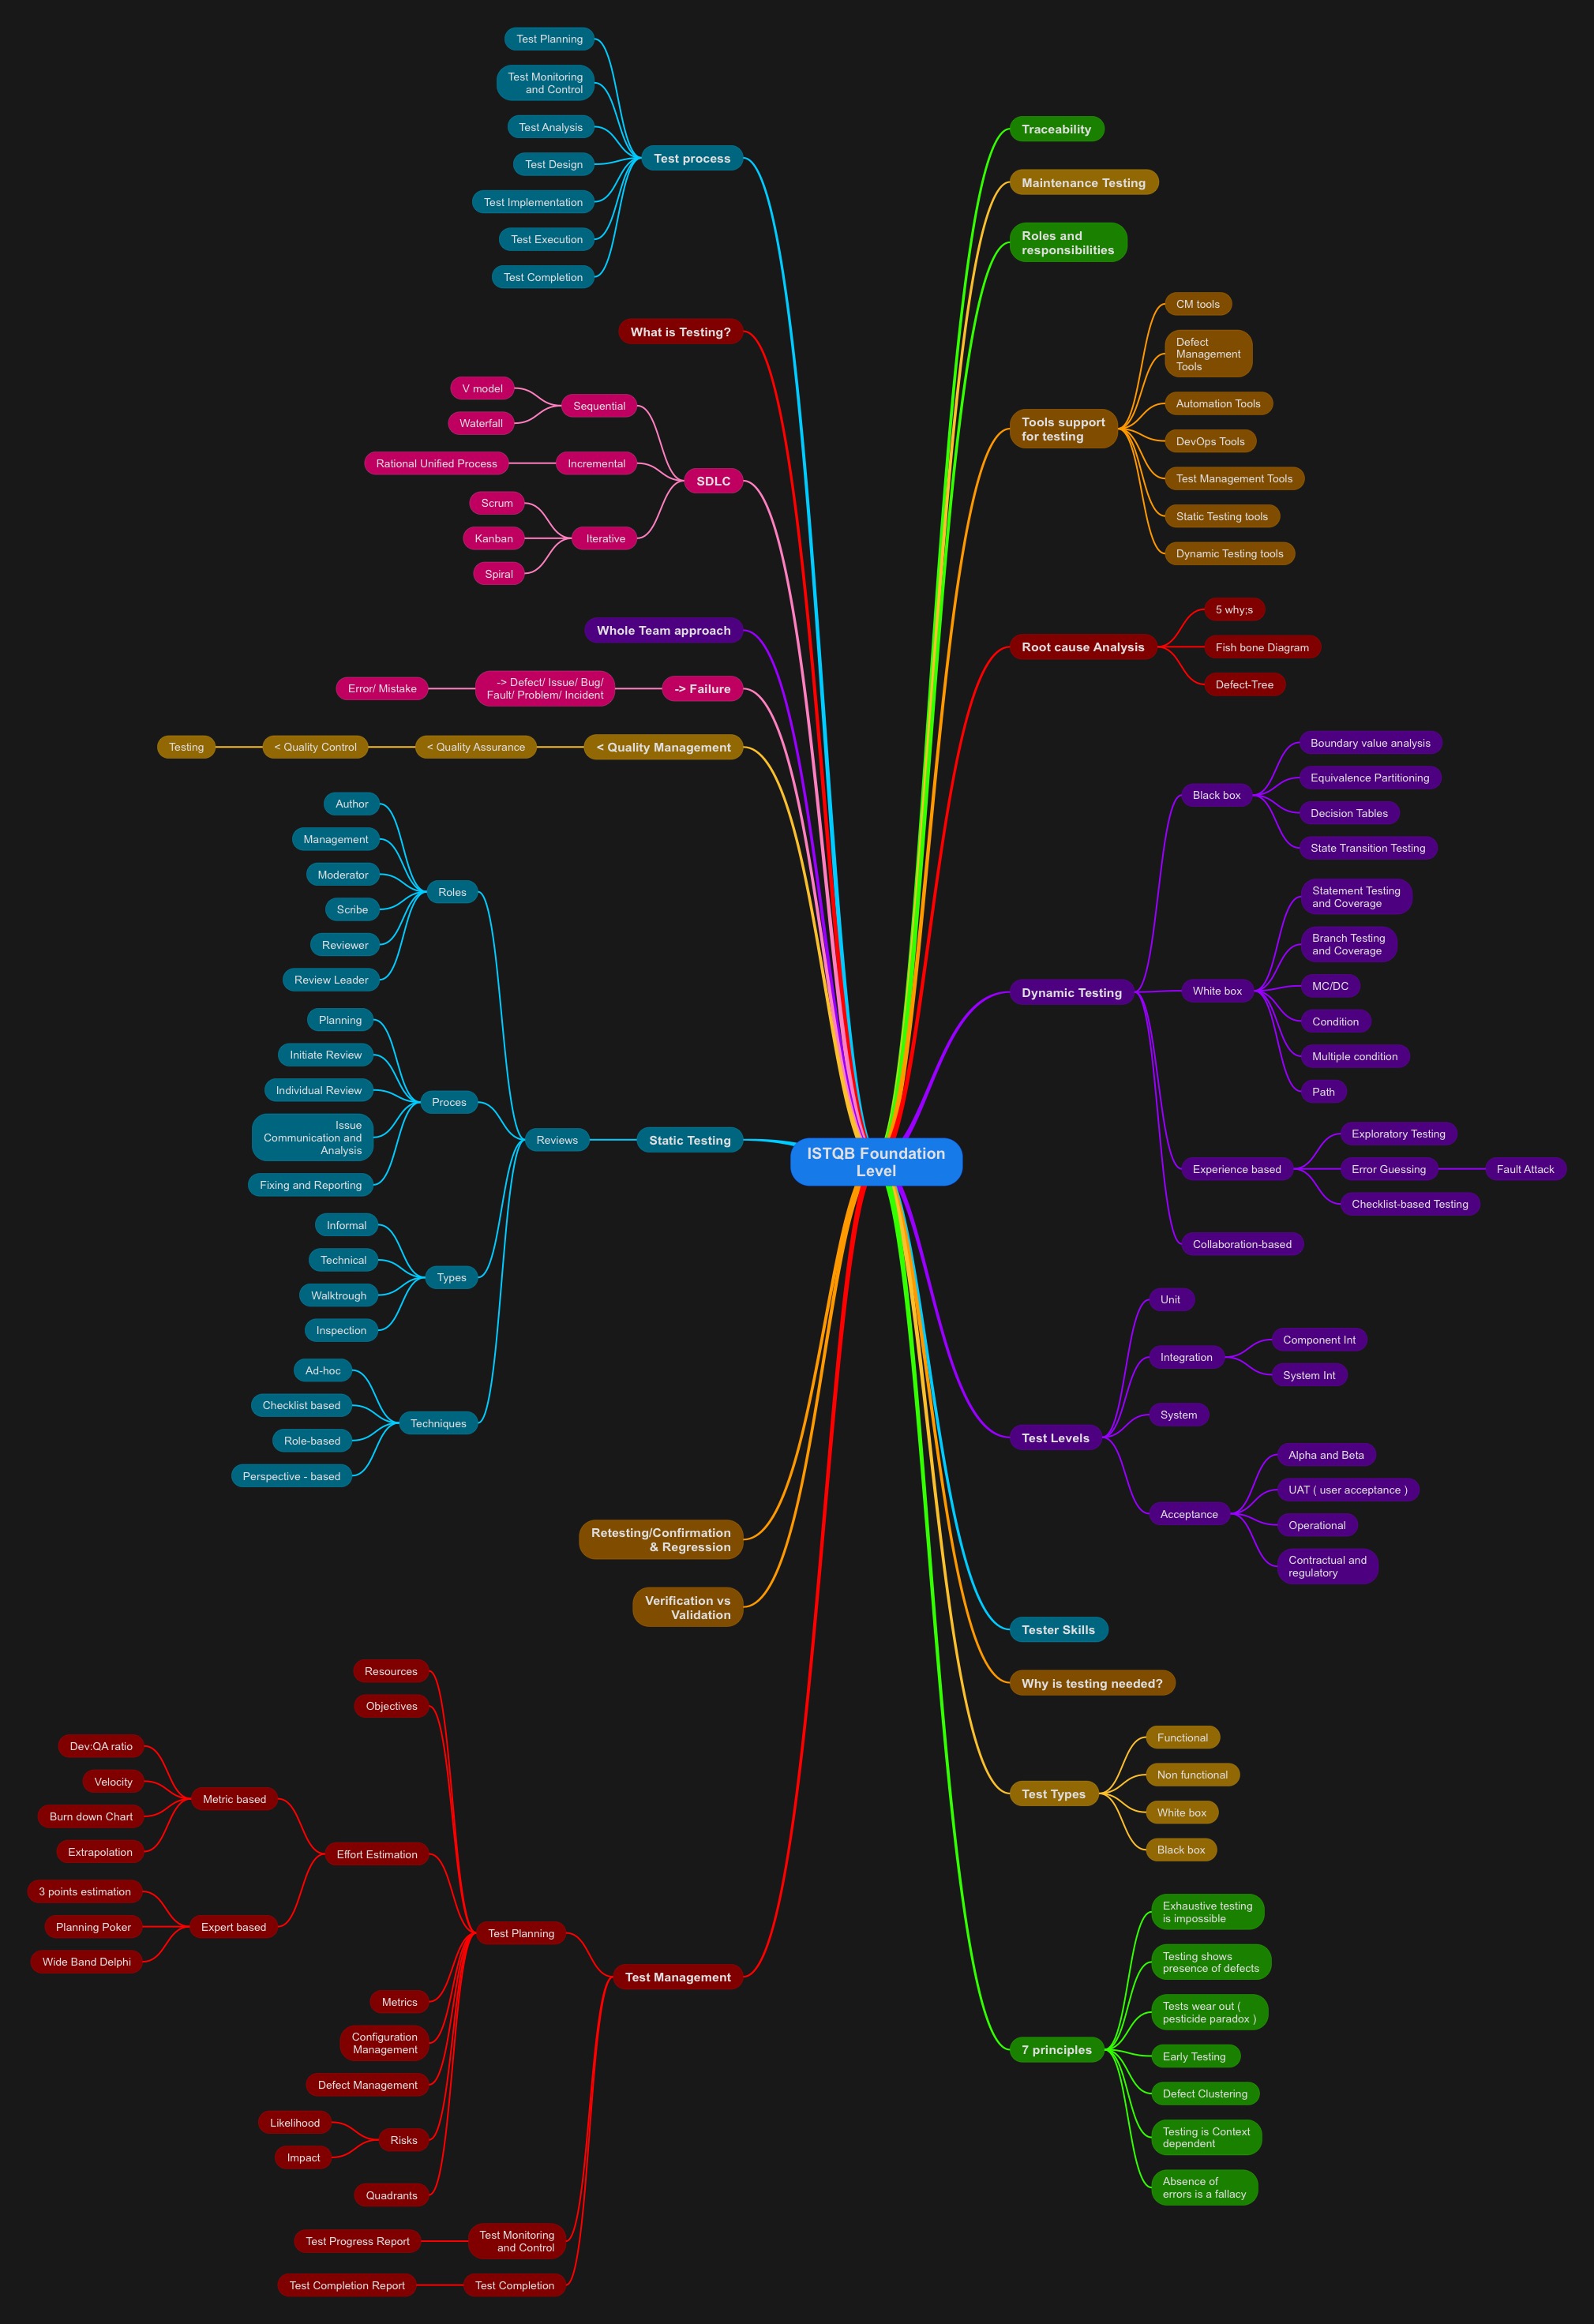 ISTQB Foundation
Level
Test process
Test Planning
Test Monitoring
and Control
Test Analysis
Test Design
Test Implementation
Test Execution
Test Completion
What is Testing?
SDLC
Sequential
V model
Waterfall
Incremental
Rational Unified Process
Iterative
Scrum
Kanban
Spiral
Whole Team approach
-> Failure
-> Defect/ Issue/ Bug/
Fault/ Problem/ Incident
Error/ Mistake
< Quality Management
< Quality Assurance
< Quality Control
Testing
Static Testing
Reviews
Roles
Author
Management
Moderator
Scribe
Reviewer
Review Leader
Proces
Planning
Initiate Review
Individual Review
Issue
Communication and
Analysis
Fixing and Reporting
Types
Informal
Technical
Walktrough
Inspection
Techniques
Ad-hoc
Checklist based
Role-based
Perspective - based
Retesting/Confirmation
& Regression
Verification vs
Validation
Test Management
Test Planning
Resources
Objectives
Effort Estimation
Metric based
Dev:QA ratio
Velocity
Burn down Chart
Extrapolation
Expert based
3 points estimation
Planning Poker
Wide Band Delphi
Metrics
Configuration
Management
Defect Management
Risks
Likelihood
Impact
Quadrants
Test Monitoring
and Control
Test Progress Report
Test Completion
Test Completion Report
Traceability
Maintenance Testing
Roles and
responsibilities
Tools support
for testing
CM tools
Defect
Management
Tools
Automation Tools
DevOps Tools
Test Management Tools
Static Testing tools
Dynamic Testing tools
Root cause Analysis
5 why;s
Fish bone Diagram
Defect-Tree
Dynamic Testing
Black box
Boundary value analysis
Equivalence Partitioning
Decision Tables
State Transition Testing
White box
Statement Testing
and Coverage
Branch Testing
and Coverage
MC/DC
Condition
Multiple condition
Path
Experience based
Exploratory Testing
Error Guessing
Fault Attack
Checklist-based Testing
Collaboration-based
Test Levels
Unit
Integration
Component Int
System Int
System
Acceptance
Alpha and Beta
UAT ( user acceptance )
Operational
Contractual and
regulatory
Tester Skills
Why is testing needed?
Test Types
Functional
Non functional
White box
Black box
7 principles
Exhaustive testing
is impossible
Testing shows
presence of defects
Tests wear out (
pesticide paradox )
Early Testing
Defect Clustering
Testing is Context
dependent
Absence of
errors is a fallacy